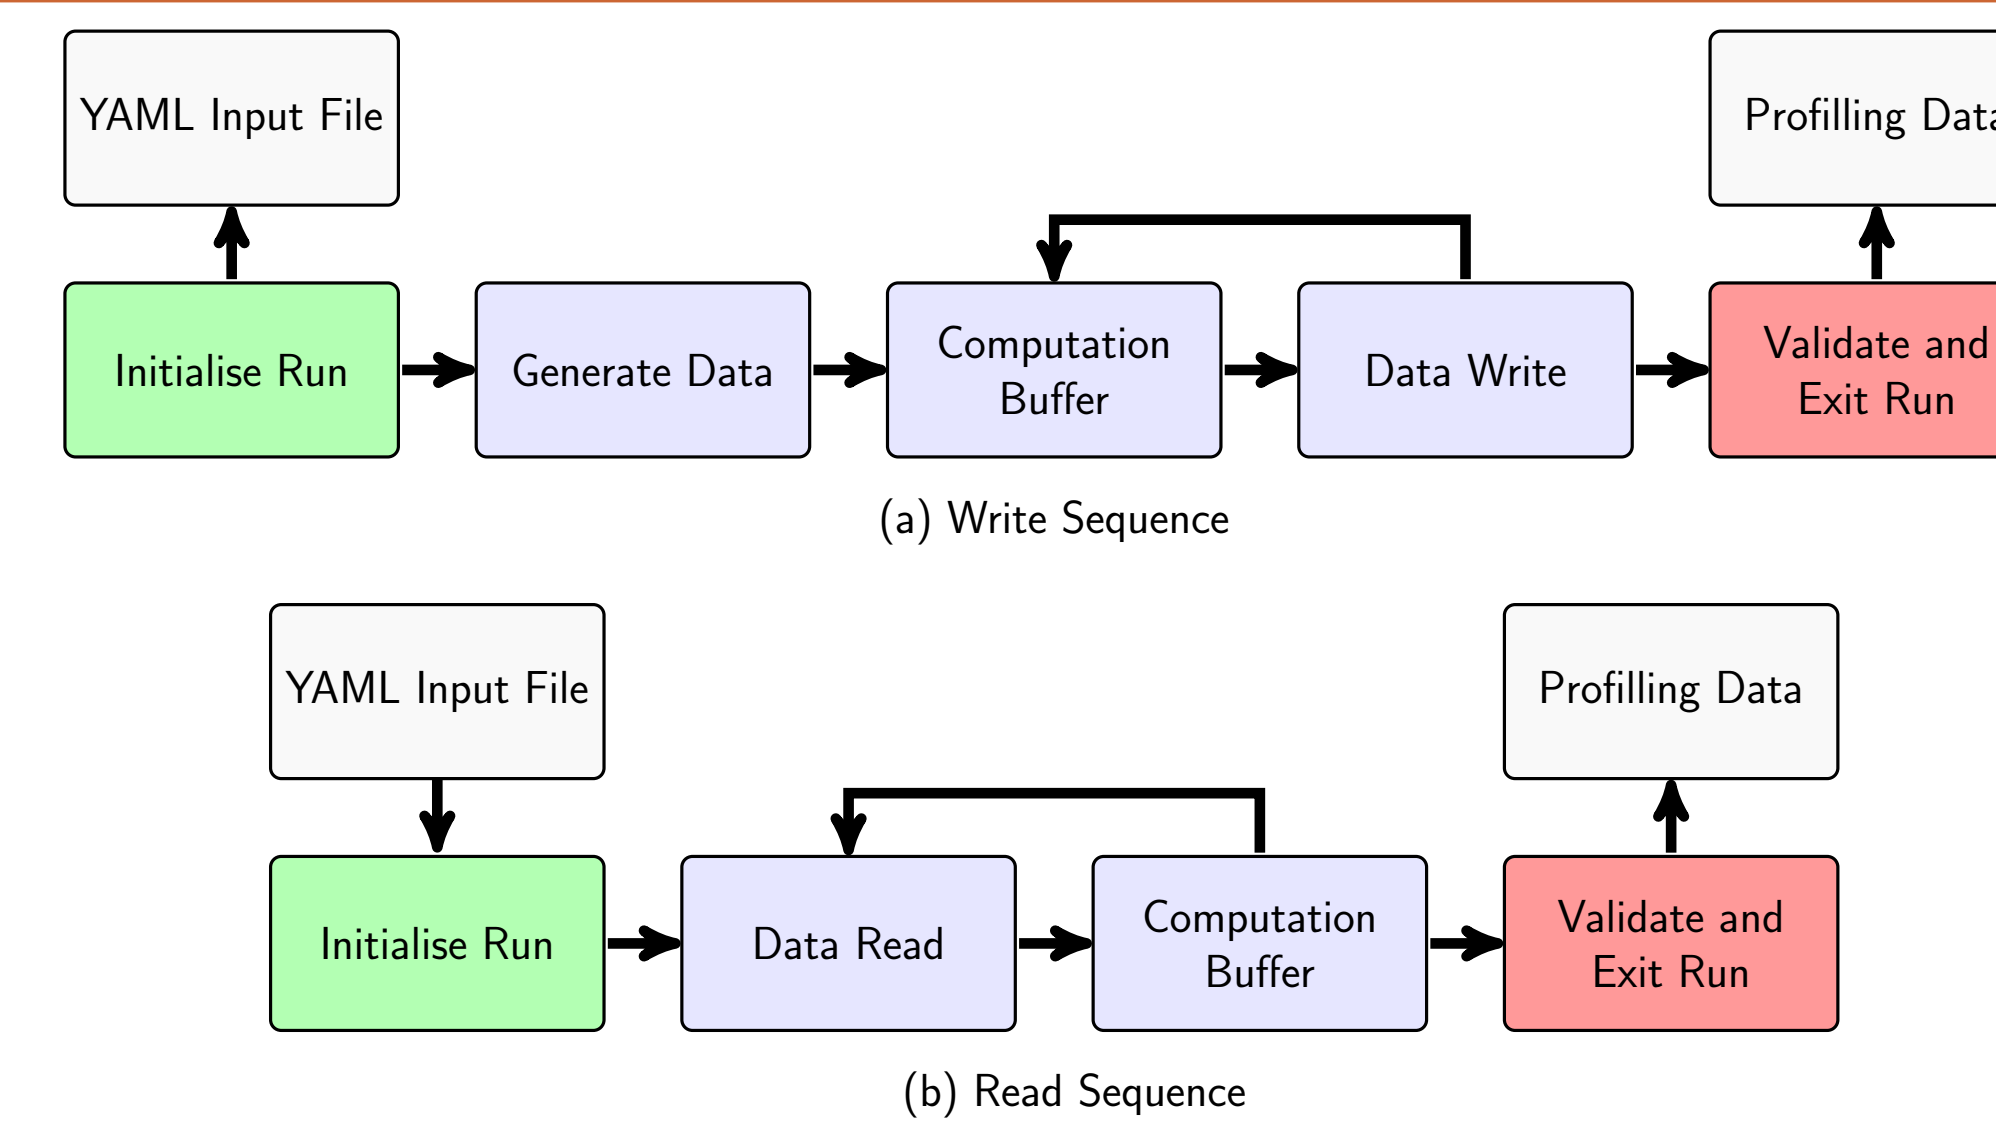 YAML Input File
Profilling Data
Initialise Run
Generate Data
Computation
Buffer
Data Write
Validate and
Exit Run
(a) Write Sequence
YAML Input File
Profilling Data
Initialise Run
Data Read
Computation
Buffer
Validate and
Exit Run
(b) Read Sequence